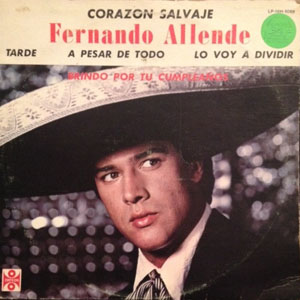 CORAZON SALVAJE
Fernando Allende
TARDE A PESAR DE TODO LO VOY A DIVIDIR
BRINDO POR TU CUMPLEAÑOS